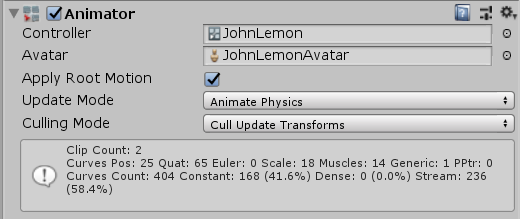 Animator
Controller JohnLemon
Avatar JohnLemonAvatar
Apply Root Motion
Update Mode Animate Physics
Culling Mode Cull Update Transforms
Clip Count: 2
Curves Pos: 25 Quat: 65 Euler: 0 Scale: 18 Muscles: 14 Generic: 1 PPtr: 0
Curves Count: 404 Constant: 168 (41.6%) Dense: 0 (0.0%) Stream: 236
(58.4%)